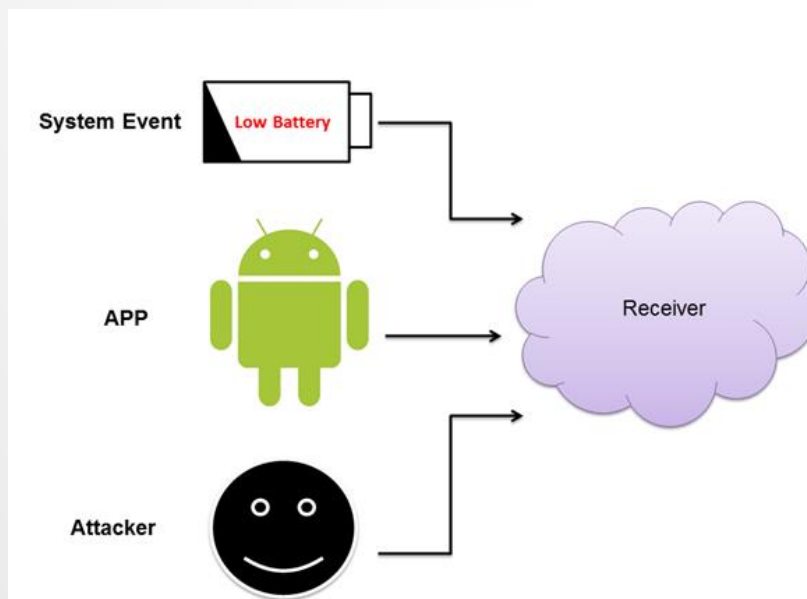 System Event
Low Battery
APP
Receiver
Attacker